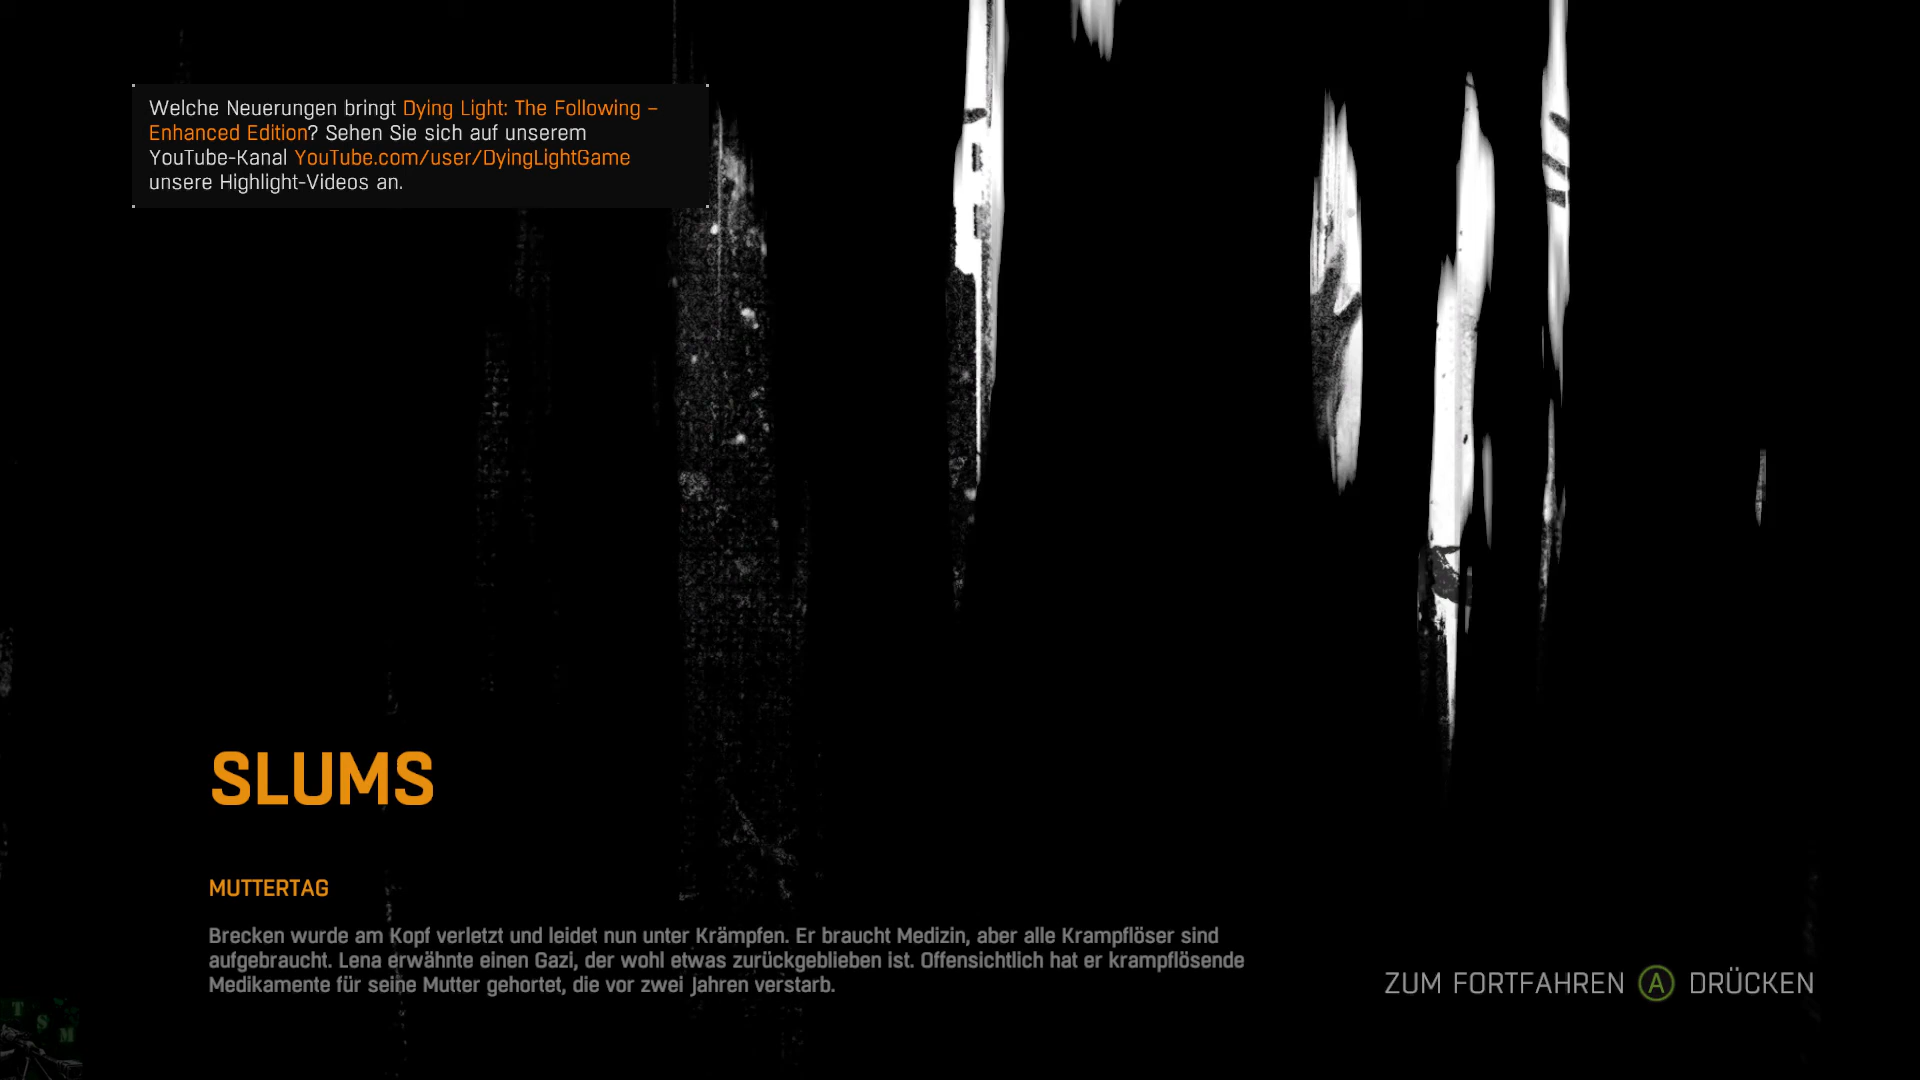 Welche Neuerungen bringt Dying Light: The Following –
Enhanced Edition? Sehen Sie sich auf unserem
YouTube-Kanal YouTube.com/user/DyingLightGame
unsere Highlight-Videos an.
SLUMS
MUTTERTAG
Brecken wurde am Kopf verletzt und leidet nun unter Krämpfen. Er braucht Medizin, aber alle Krampflöser sind
aufgebraucht. Lena erwähnte einen Gazi, der wohl etwas zurückgeblieben ist. Offensichtlich hat er krampflösende
Medikamente für seine Mutter gehortet, die vor zwei Jahren verstarb.
ZUM FORTFAHREN A DRÜCKEN
T S M